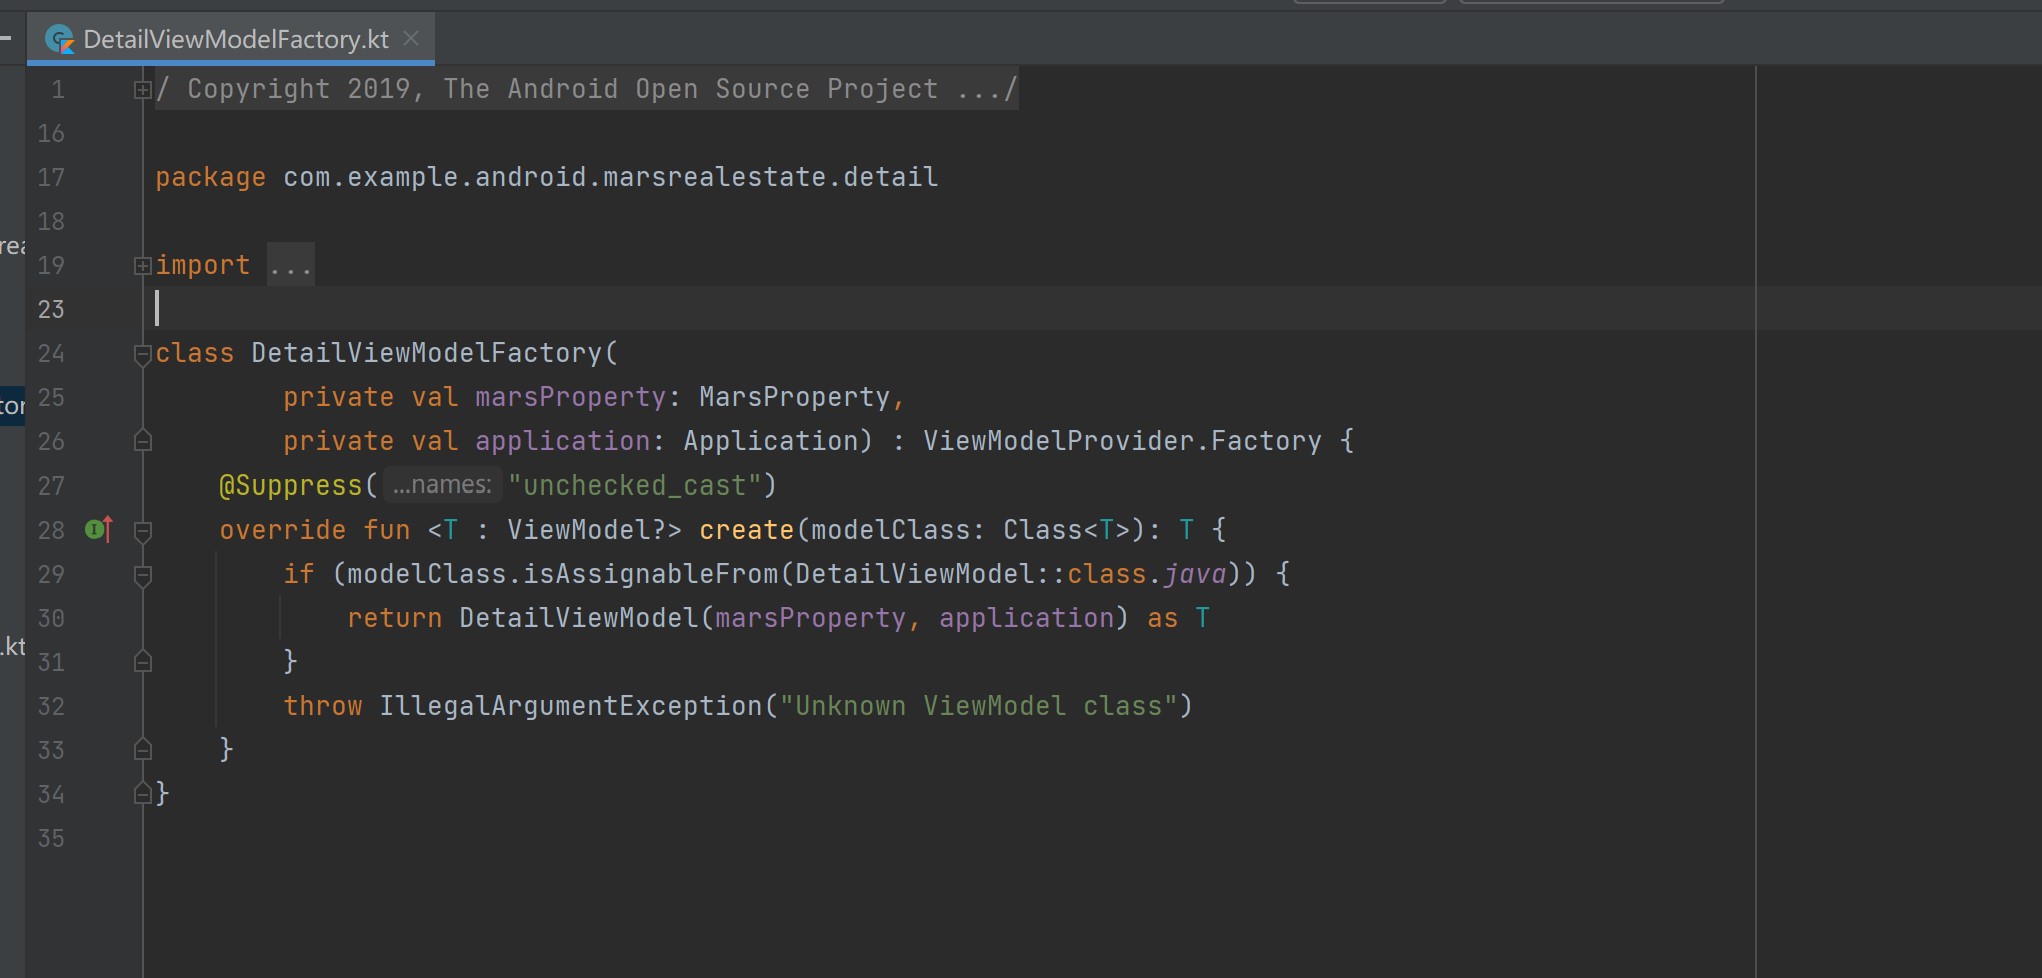 DetailViewModelFactory.kt
1 / Copyright 2019, The Android Open Source Project .../
16
17 package com.example.android.marsrealestate.detail
18
19 import ...
23
24 class DetailViewModelFactory(
25 private val marsProperty: MarsProperty,
26 private val application: Application) : ViewModelProvider.Factory {
27 @Suppress( ...names: "unchecked_cast")
28 override fun <T : ViewModel?> create(modelClass: Class<T>): T {
29 if (modelClass.isAssignableFrom(DetailViewModel::class.java)) {
30 return DetailViewModel(marsProperty, application) as T
31 }
32 throw IllegalArgumentException("Unknown ViewModel class")
33 }
34 }
35
.kt